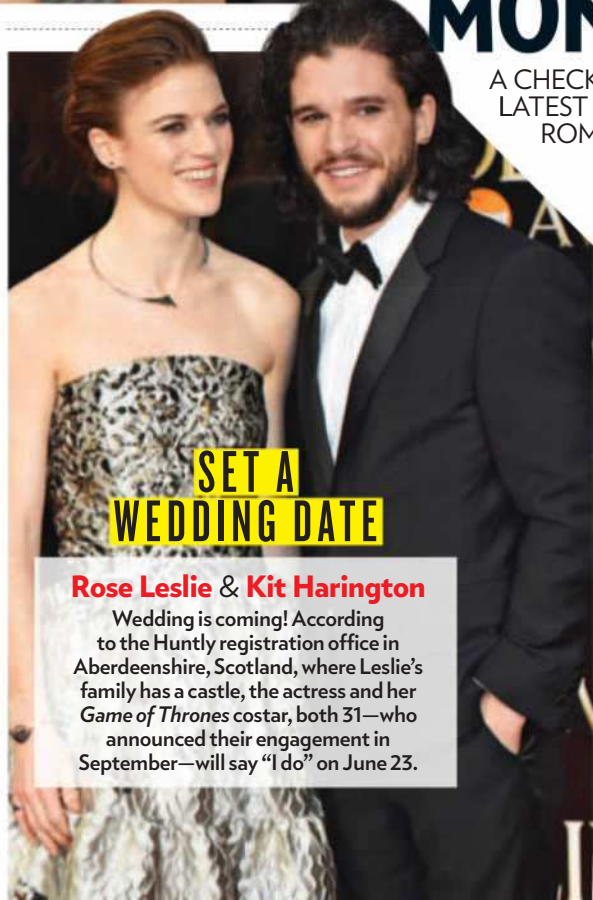 MON
A CHECK
LATEST
ROM
SET A
WEDDING DATE
Rose Leslie & Kit Harington
Wedding is coming! According
to the Huntly registration office in
Aberdeenshire, Scotland, where Leslie’s
family has a castle, the actress and her
Game of Thrones costar, both 31—who
announced their engagement in
September—will say “I do” on June 23.